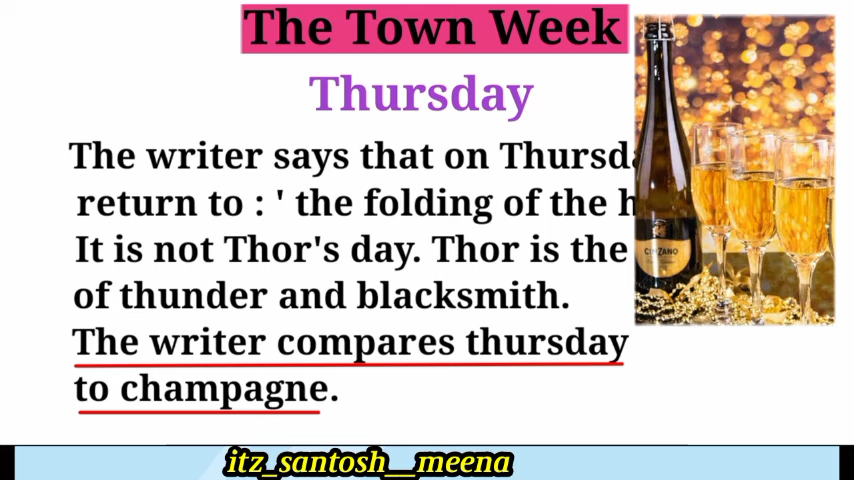 The Town Week
Thursday
The writer says that on
return to : ' the folding of the
It is not Thor's day. Thor is the
of thunder and blacksmith.
The writer compares thursday
to champagne.
CINZANO
itz_santosh__meena